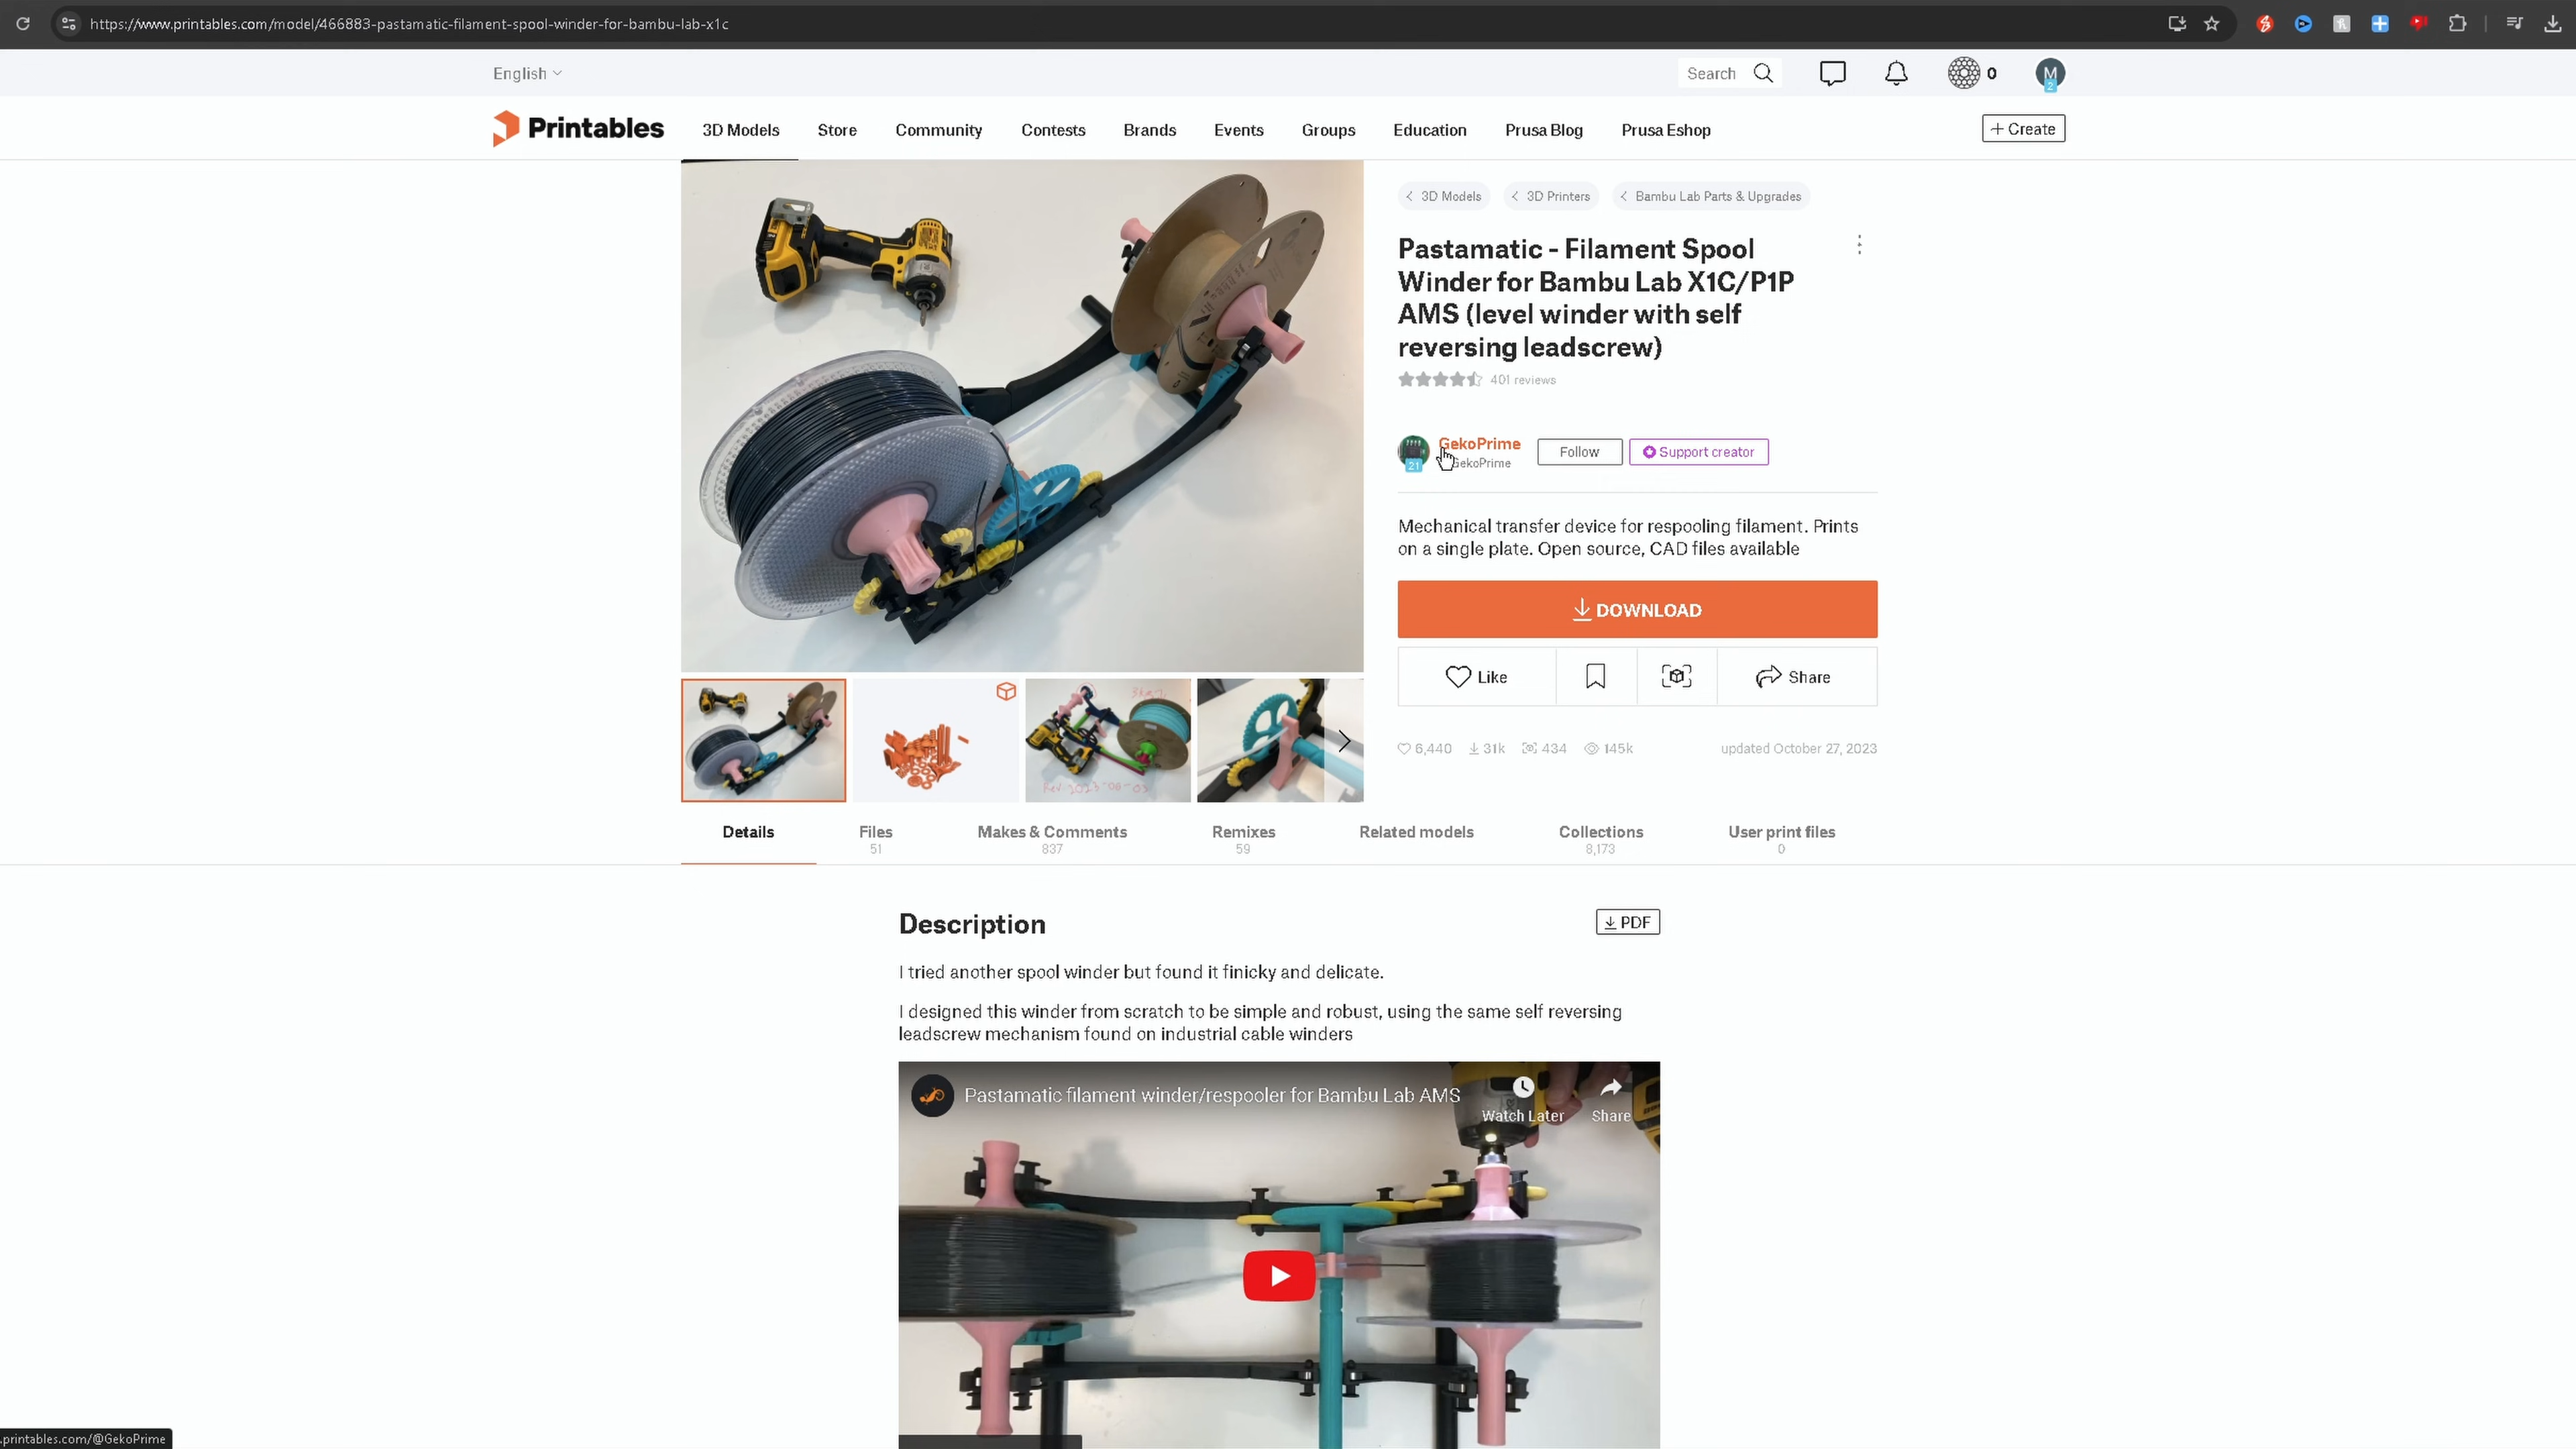 https://www.printables.com/model/466883-pastamatic-filament-spool-winder-for-bambu-lab-x1c
English
Search
0
M
2
Printables
3D Models
Store
Community
Contests
Brands
Events
Groups
Education
Prusa Blog
Prusa Eshop
+ Create
3D Models
3D Printers
Bambu Lab Parts & Upgrades
Pastamatic - Filament Spool
Winder for Bambu Lab X1C/P1P
AMS (level winder with self
reversing leadscrew)
401 reviews
GekoPrime
GekoPrime
21
Follow
Support creator
Mechanical transfer device for respooling filament. Prints
on a single plate. Open source, CAD files available
DOWNLOAD
Like
Share
6,440
31k
434
145k
updated October 27, 2023
Details
Files
51
Makes & Comments
837
Remixes
59
Related models
Collections
8,173
User print files
0
Description
PDF
I tried another spool winder but found it finicky and delicate.
I designed this winder from scratch to be simple and robust, using the same self reversing
leadscrew mechanism found on industrial cable winders
Pastamatic filament winder/respooler for Bambu Lab AMS
Watch Later
Share
.printables.com/@GekoPrime